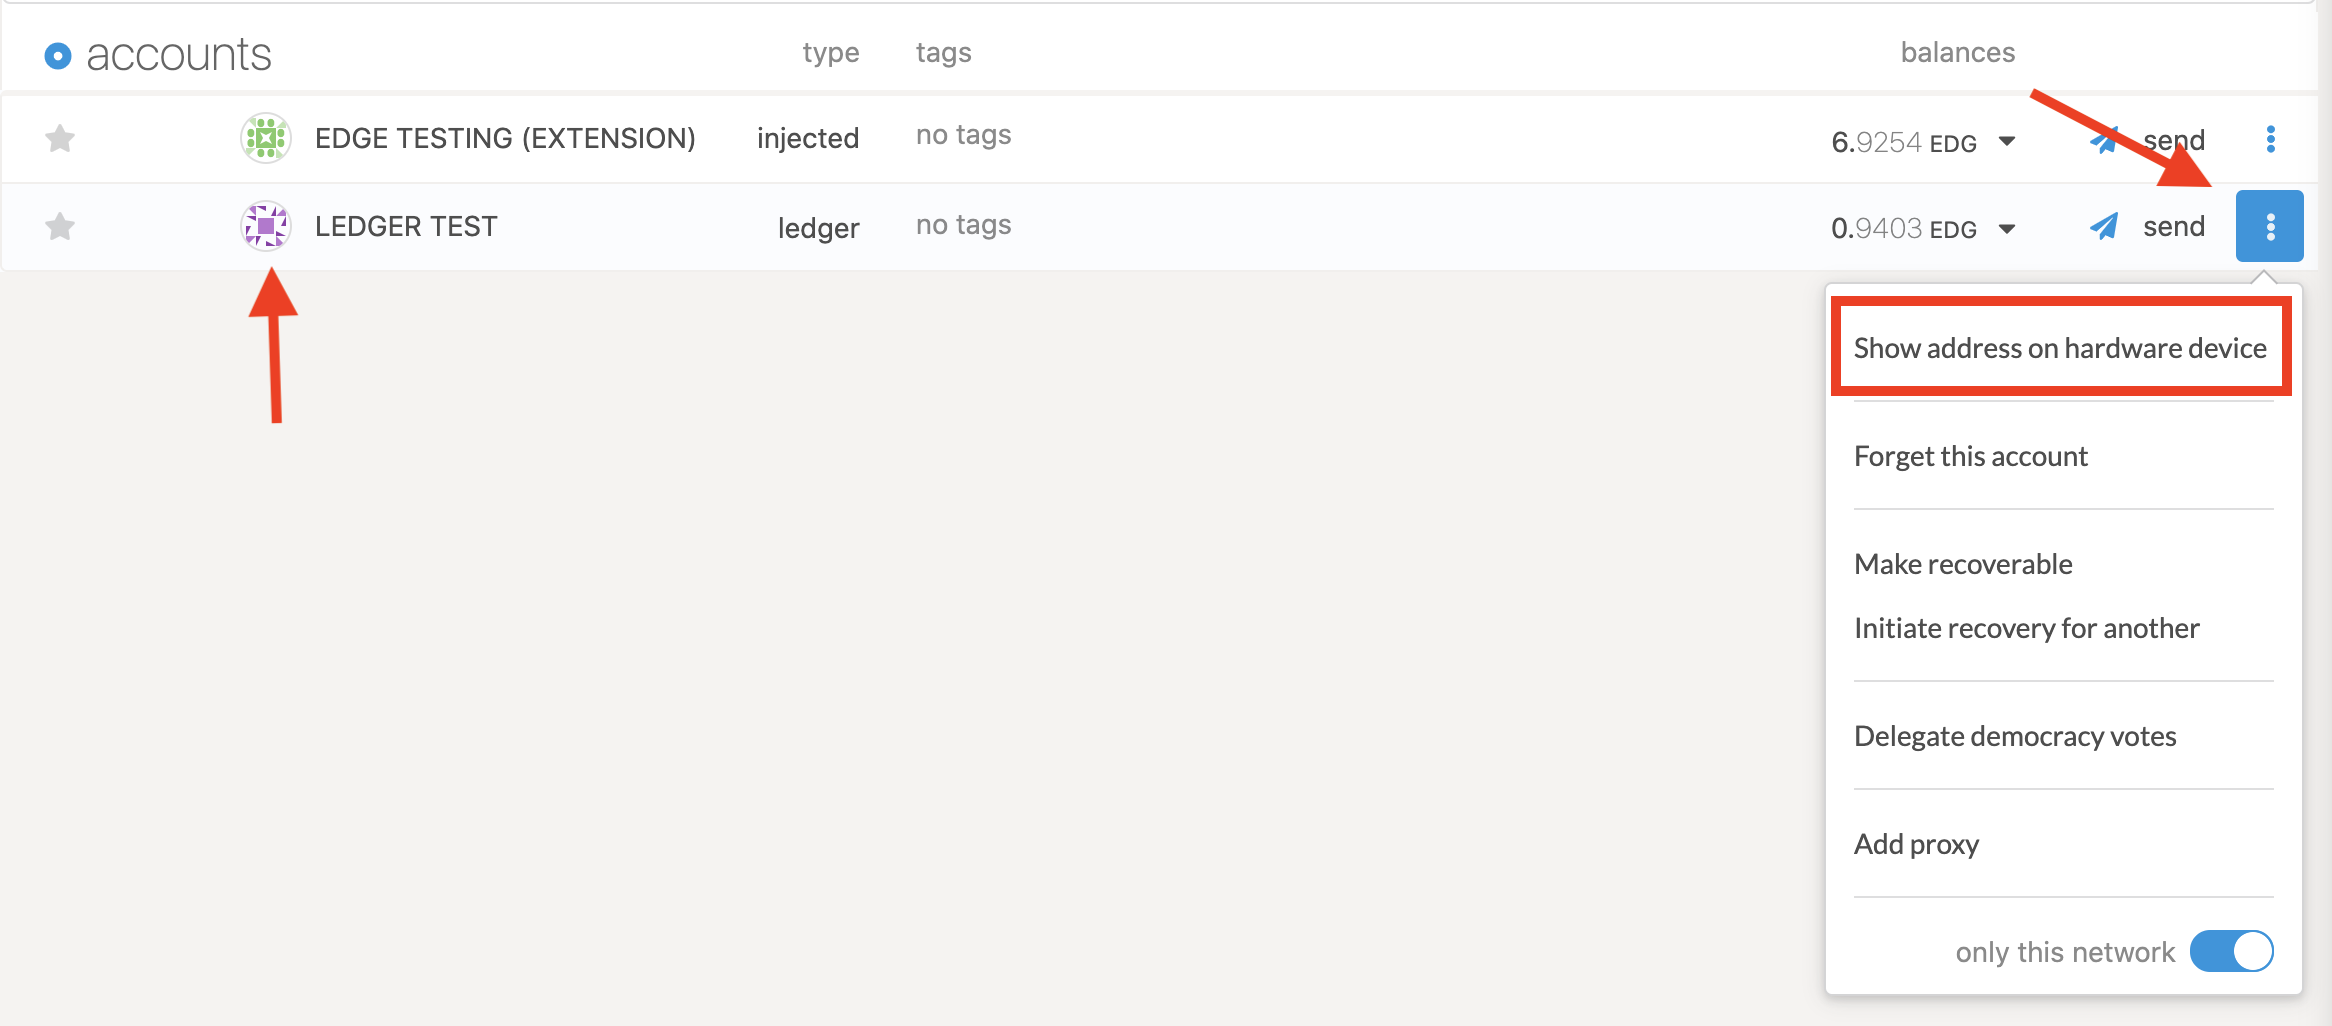 accounts type tags balances
EDGE TESTING (EXTENSION) injected no tags 6.9254 EDG send
LEDGER TEST ledger no tags 0.9403 EDG send
Show address on hardware device
Forget this account
Make recoverable
Initiate recovery for another
Delegate democracy votes
Add proxy
only this network